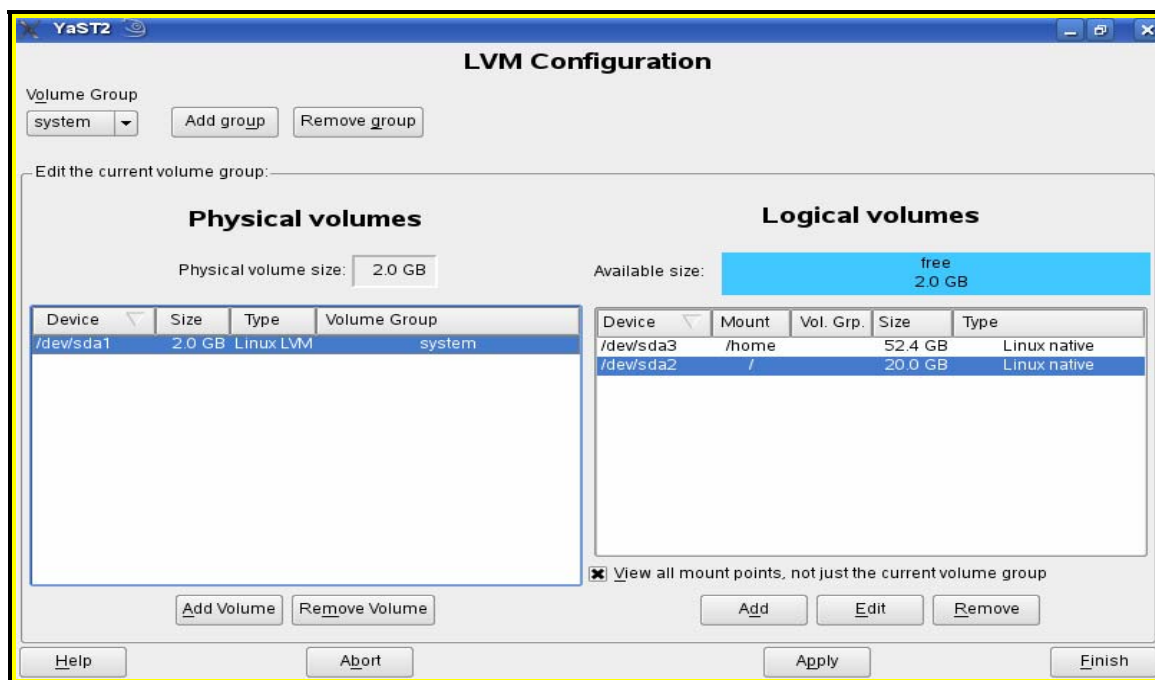 YaST2
LVM Configuration
Volume Group
system
Add group
Remove group
Edit the current volume group:
Physical volumes
Physical volume size: 2.0 GB
Device Size Type Volume Group
/dev/sda1 2.0 GB Linux LVM system
Add Volume
Remove Volume
Logical volumes
Available size:
free
2.0 GB
Device Mount Vol. Grp. Size Type
/dev/sda3 /home 52.4 GB Linux native
/dev/sda2 / 20.0 GB Linux native
View all mount points, not just the current volume group
Add
Edit
Remove
Help
Abort
Apply
Finish